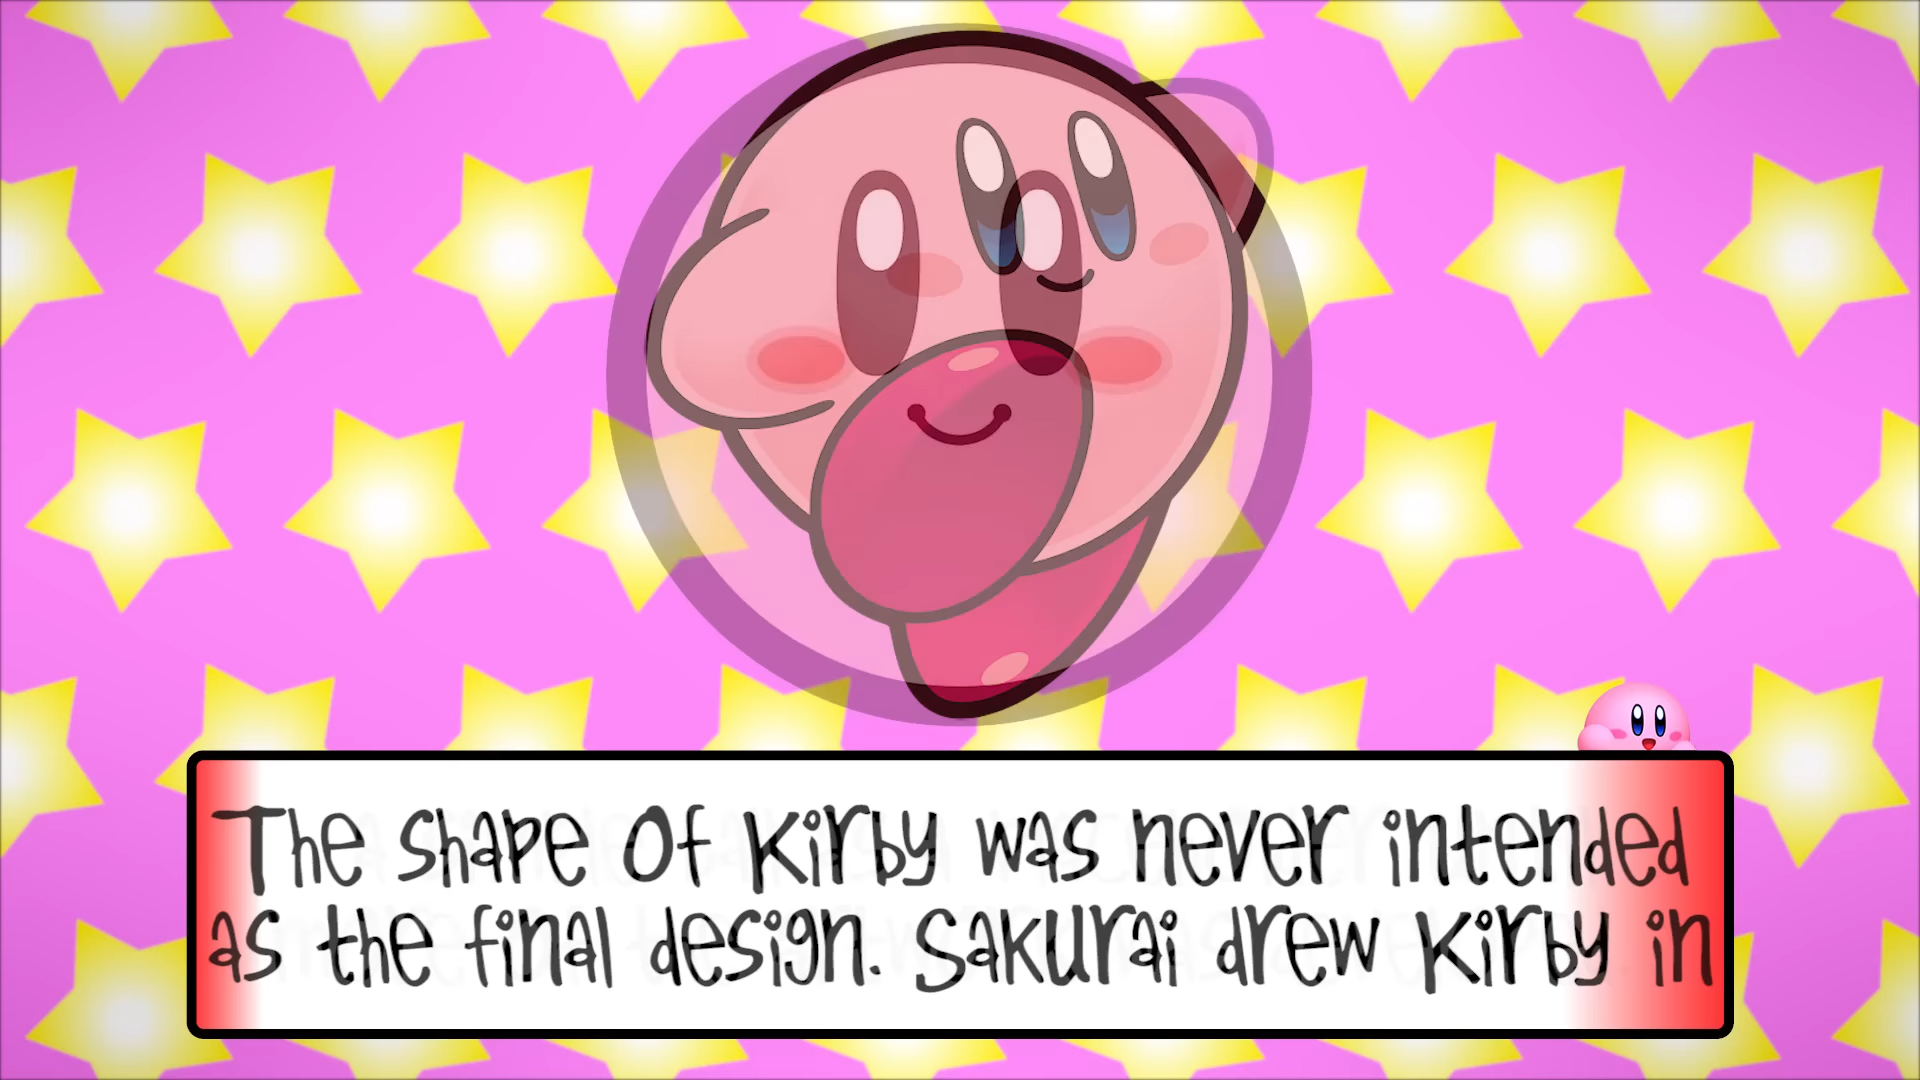 The shape of Kirby was never intended
as the final design. Sakurai drew Kirby in